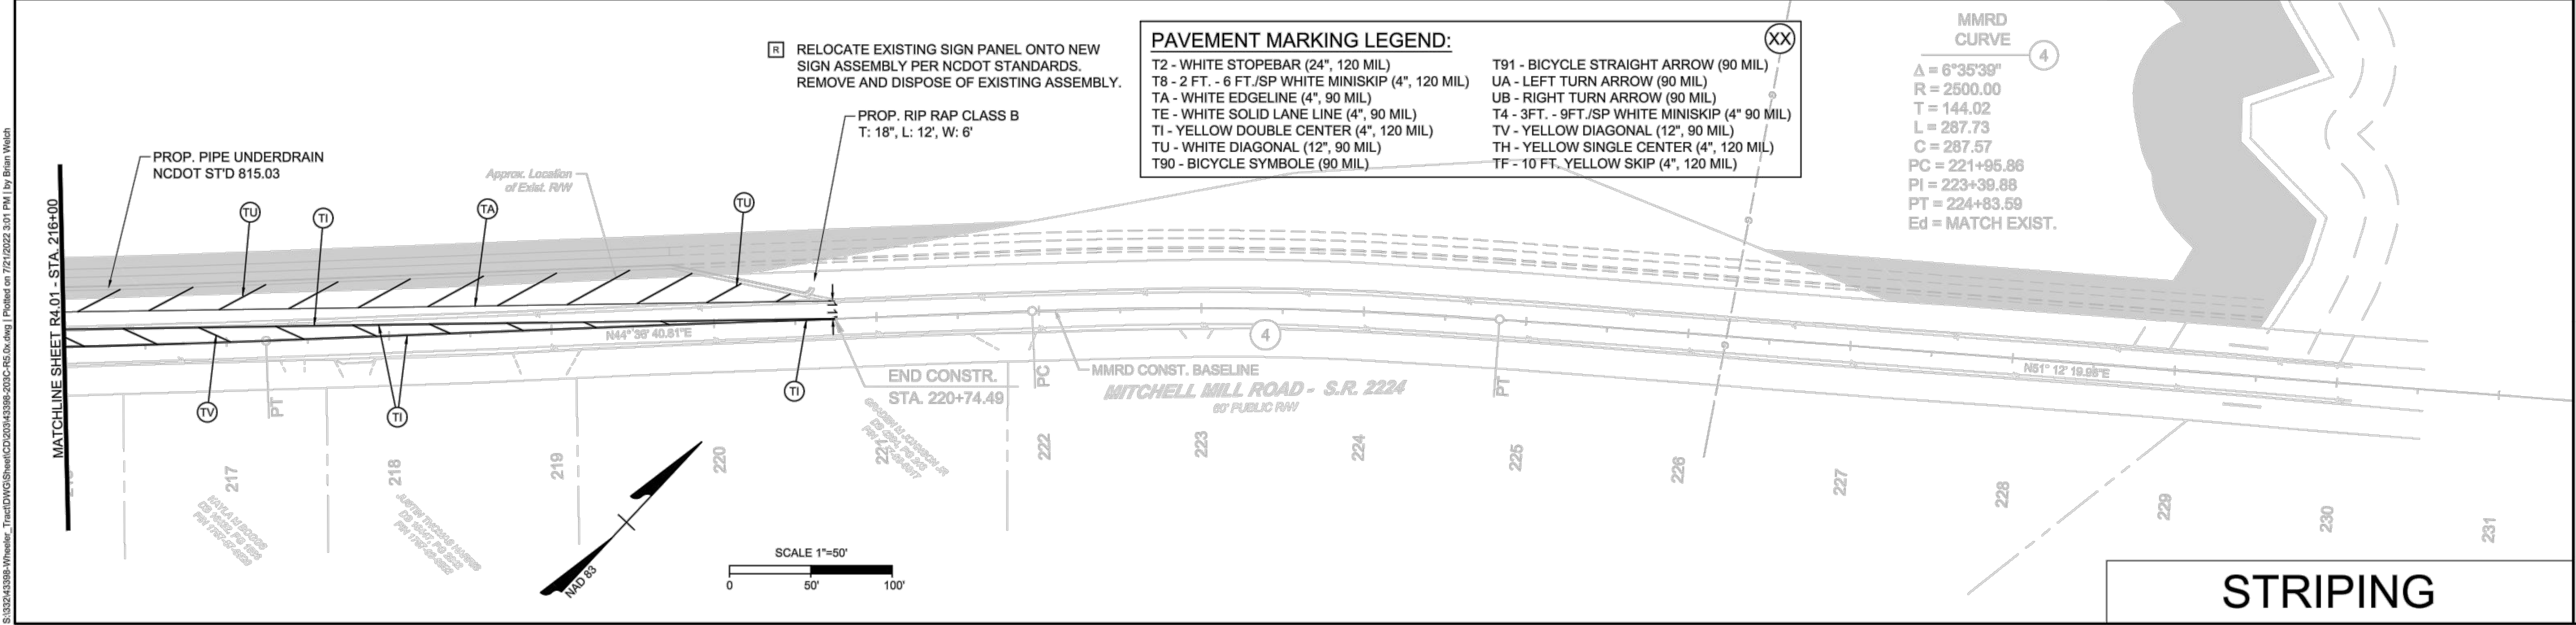 S:\332\43398-Wheeler_Tract\DWG\Sheet\CD\203\43398-203C-R5.0x.dwg | Plotted on 7/21/2022 3:01 PM | by Brian Welch
MATCHLINE SHEET R4.01 - STA. 216+00
PROP. PIPE UNDERDRAIN
NCDOT ST'D 815.03
Approx. Location
of Exist. R/W
R RELOCATE EXISTING SIGN PANEL ONTO NEW
SIGN ASSEMBLY PER NCDOT STANDARDS.
REMOVE AND DISPOSE OF EXISTING ASSEMBLY.
PROP. RIP RAP CLASS B
T: 18", L: 12', W: 6'
PAVEMENT MARKING LEGEND:
XX
T2 - WHITE STOPEBAR (24", 120 MIL)
T8 - 2 FT. - 6 FT./SP WHITE MINISKIP (4", 120 MIL)
TA - WHITE EDGELINE (4", 90 MIL)
TE - WHITE SOLID LANE LINE (4", 90 MIL)
TI - YELLOW DOUBLE CENTER (4", 120 MIL)
TU - WHITE DIAGONAL (12", 90 MIL)
T90 - BICYCLE SYMBOLE (90 MIL)
T91 - BICYCLE STRAIGHT ARROW (90 MIL)
UA - LEFT TURN ARROW (90 MIL)
UB - RIGHT TURN ARROW (90 MIL)
T4 - 3FT. - 9FT./SP WHITE MINISKIP (4" 90 MIL)
TV - YELLOW DIAGONAL (12", 90 MIL)
TH - YELLOW SINGLE CENTER (4", 120 MIL)
TF - 10 FT. YELLOW SKIP (4", 120 MIL)
MMRD
CURVE
4
Δ = 6°35'39"
R = 2500.00
T = 144.02
L = 287.73
C = 287.57
PC = 221+95.86
PI = 223+39.88
PT = 224+83.59
Ed = MATCH EXIST.
TU
TI
TA
TU
11'
N44° 36' 40.61"E
TV
PT
TI
TI
END CONSTR.
STA. 220+74.49
PC
MMRD CONST. BASELINE
4
MITCHELL MILL ROAD - S.R. 2224
60' PUBLIC R/W
PT
N51° 12' 19.96"E
217
218
219
220
222
223
224
225
226
227
228
229
230
231
NAD 83
SCALE 1"=50'
0 50' 100'
STRIPING